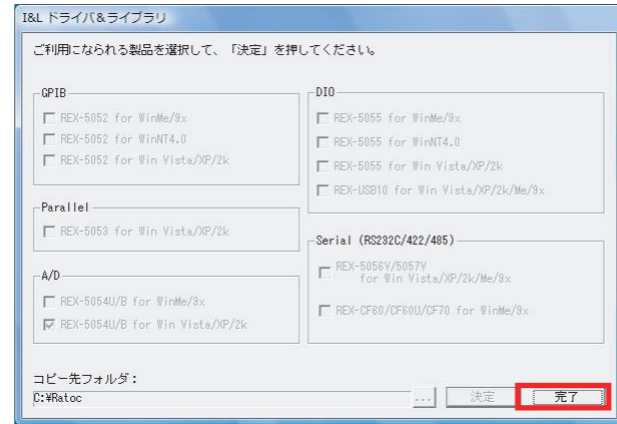 I&L ドライバ&ライブラリ
ご利用になられる製品を選択して、「決定」を押してください。
GPIB
REX-5052 for WinMe/9x
REX-5052 for WinNT4.0
REX-5052 for Win Vista/XP/2k
Parallel
REX-5053 for Win Vista/XP/2k
A/D
REX-5054U/B for WinMe/9x
REX-5054U/B for Win Vista/XP/2k
DIO
REX-5055 for WinMe/9x
REX-5055 for WinNT4.0
REX-5055 for Win Vista/XP/2k
REX-USB10 for Win Vista/XP/2k/Me/9x
Serial (RS232C/422/485)
REX-5056V/5057V
for Win Vista/XP/2k/Me/9x
REX-CF60/CF60U/CF70 for WinMe/9x
コピー先フォルダ：
C:¥Ratoc
...
決定
完了